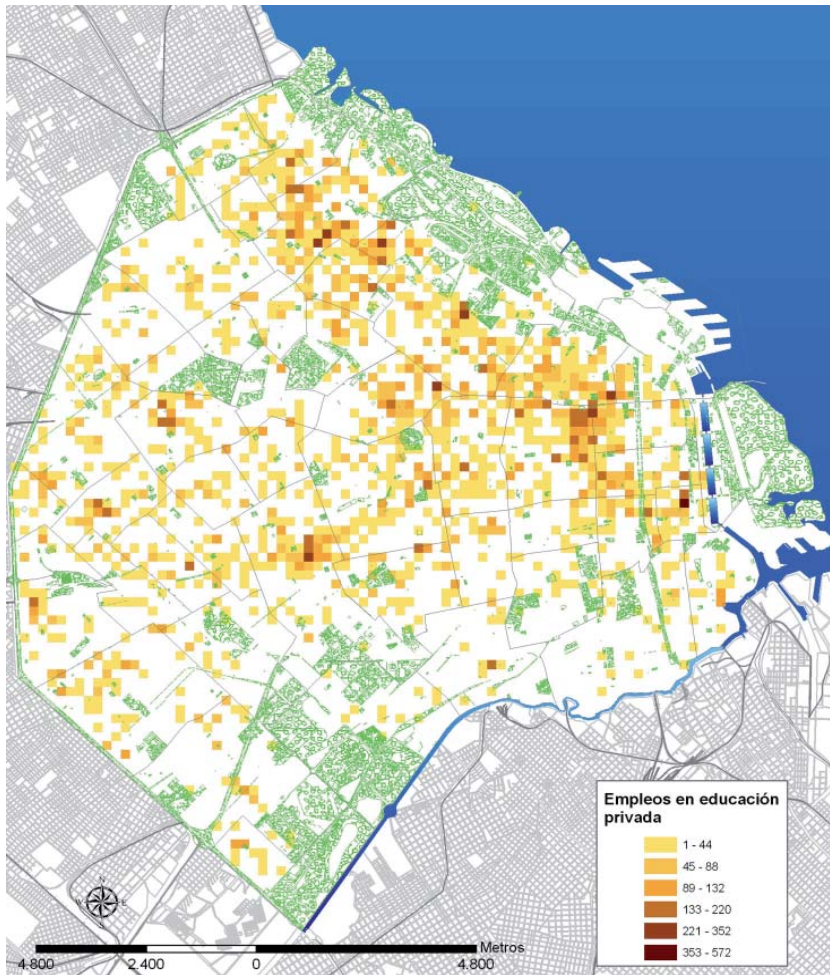 Empleos en educación
privada
1 - 44
45 - 88
89 - 132
133 - 220
221 - 352
353 - 572
N
W E
S
Metros
4.800 2.400 0 4.800